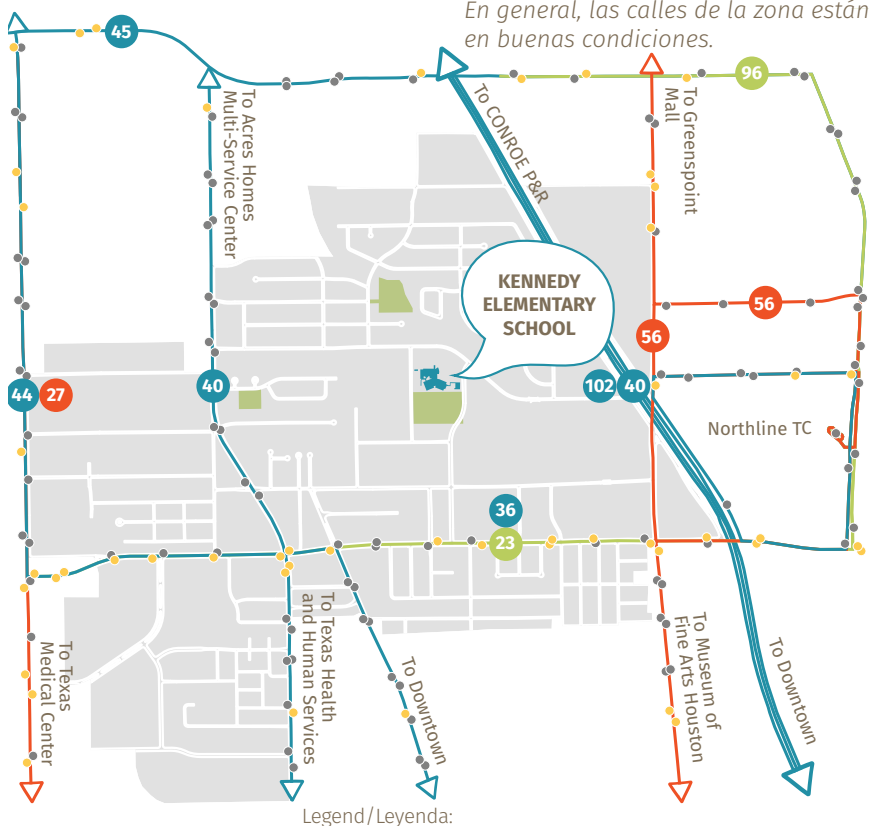 En general, las calles de la zona están
en buenas condiciones.
45
96
To Acres Homes
Multi-Service Center
To CONROE P&R
To Greenspoint
Mall
KENNEDY
ELEMENTARY
SCHOOL
56
56
44
27
40
102
40
Northline TC
36
23
To Texas
Medical Center
To Texas Health
and Human Services
To Downtown
To Museum of
Fine Arts Houston
To Downtown
Legend/Leyenda: